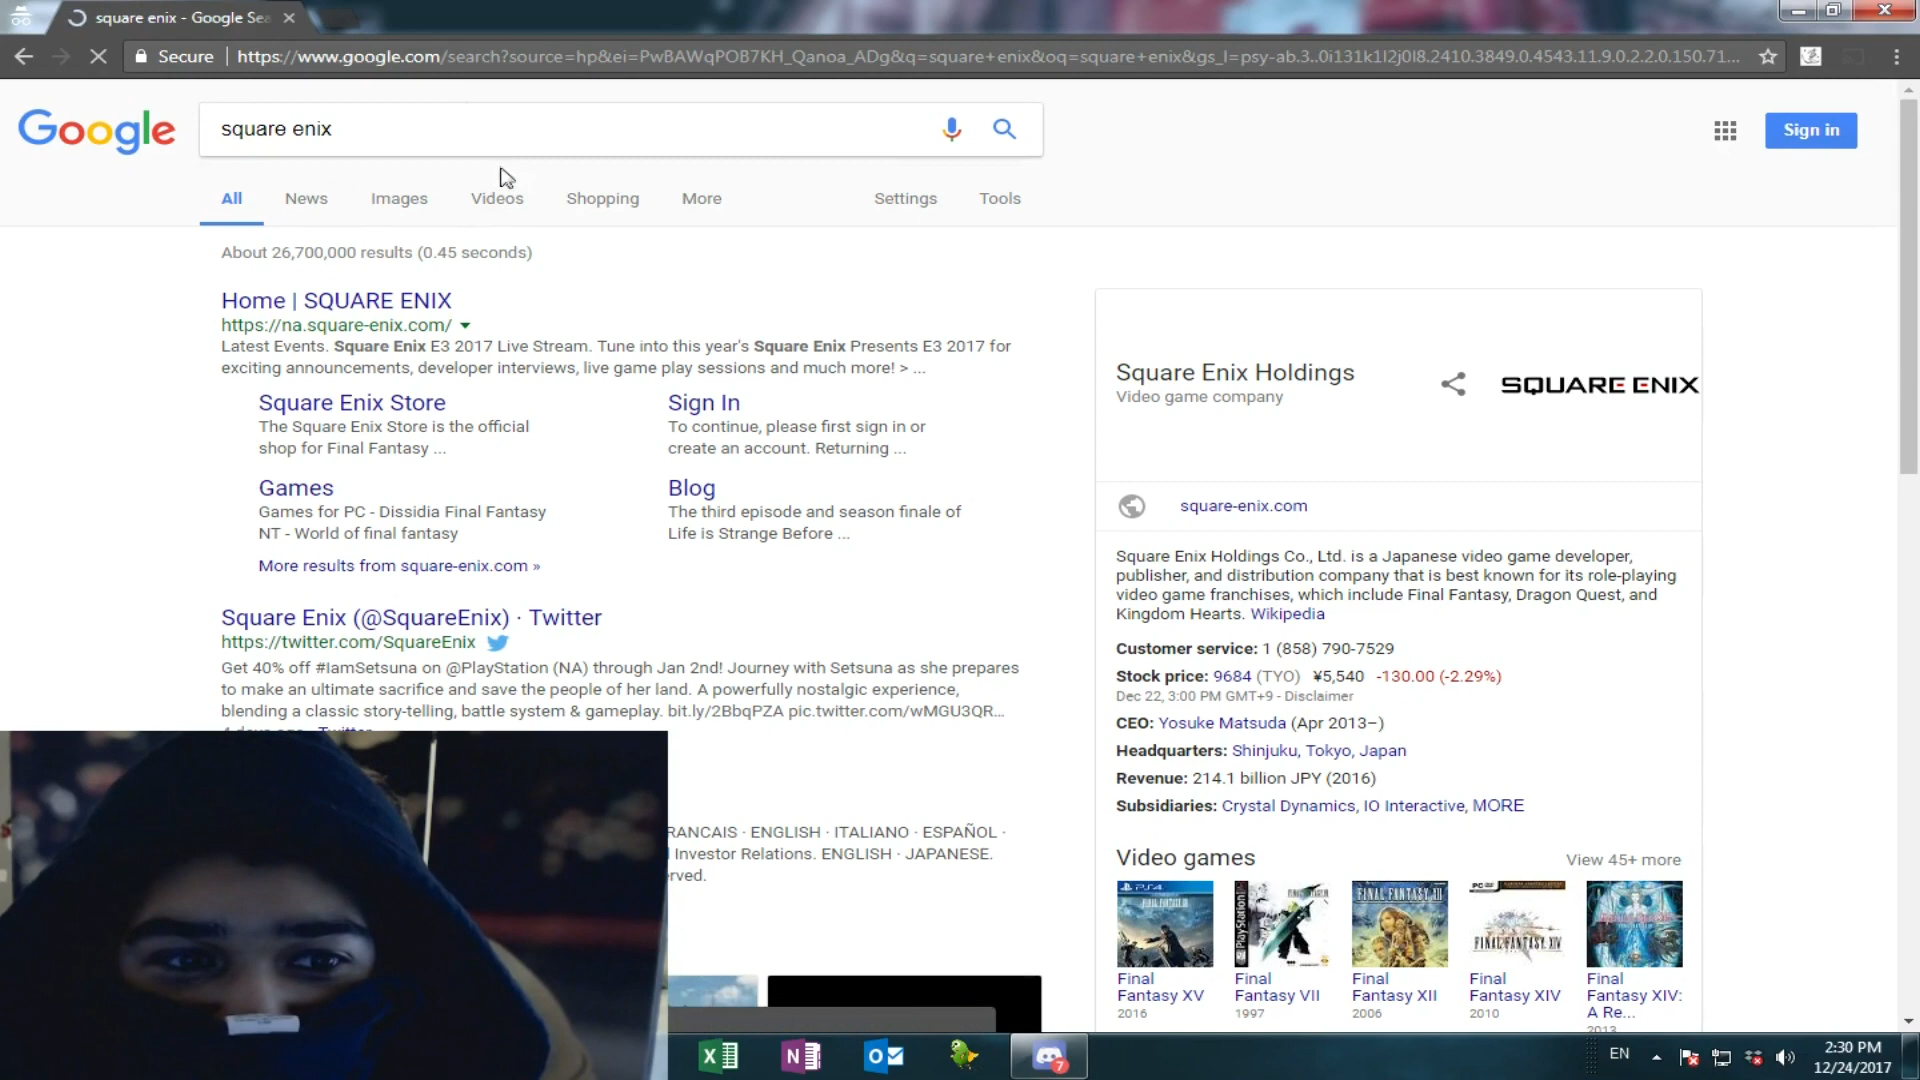 square enix - Google Sea
Secure
https://www.google.com/search?source=hp&ei=PwBAWqPOB7KH_Qanoa_ADg&q=square+enix&oq=square+enix&gs_l=psy-ab.3..0i131k1l2j0l8.2410.3849.0.4543.11.9.0.2.2.0.150.71...
Google
square enix
Sign in
All
News
Images
Videos
Shopping
More
Settings
Tools
About 26,700,000 results (0.45 seconds)
Home | SQUARE ENIX
https://na.square-enix.com/
Latest Events. Square Enix E3 2017 Live Stream. Tune into this year's Square Enix Presents E3 2017 for
exciting announcements, developer interviews, live game play sessions and much more! > ...
Square Enix Store
The Square Enix Store is the official
shop for Final Fantasy ...
Sign In
To continue, please first sign in or
create an account. Returning ...
Games
Games for PC - Dissidia Final Fantasy
NT - World of final fantasy
Blog
The third episode and season finale of
Life is Strange Before ...
More results from square-enix.com »
Square Enix (@SquareEnix) · Twitter
https://twitter.com/SquareEnix
Get 40% off #IamSetsuna on @PlayStation (NA) through Jan 2nd! Journey with Setsuna as she prepares
to make an ultimate sacrifice and save the people of her land. A powerfully nostalgic experience,
blending a classic story-telling, battle system & gameplay. bit.ly/2BbqPZA pic.twitter.com/wMGU3QR...
RANCAIS · ENGLISH · ITALIANO · ESPAÑOL ·
Investor Relations. ENGLISH · JAPANESE.
rved.
Square Enix Holdings
Video game company
SQUARE ENIX
square-enix.com
Square Enix Holdings Co., Ltd. is a Japanese video game developer,
publisher, and distribution company that is best known for its role-playing
video game franchises, which include Final Fantasy, Dragon Quest, and
Kingdom Hearts. Wikipedia
Customer service: 1 (858) 790-7529
Stock price: 9684 (TYO) ¥5,540 -130.00 (-2.29%)
Dec 22, 3:00 PM GMT+9 - Disclaimer
CEO: Yosuke Matsuda (Apr 2013–)
Headquarters: Shinjuku, Tokyo, Japan
Revenue: 214.1 billion JPY (2016)
Subsidiaries: Crystal Dynamics, IO Interactive, MORE
Video games
View 45+ more
PS4
PlayStation
FINAL FANTASY XII
PC
FINAL FANTASY XIV
Final
Fantasy XV
2016
Final
Fantasy VII
1997
Final
Fantasy XII
2006
Final
Fantasy XIV
2010
Final
Fantasy XIV:
A Re...
2013
7
EN
2:30 PM
12/24/2017